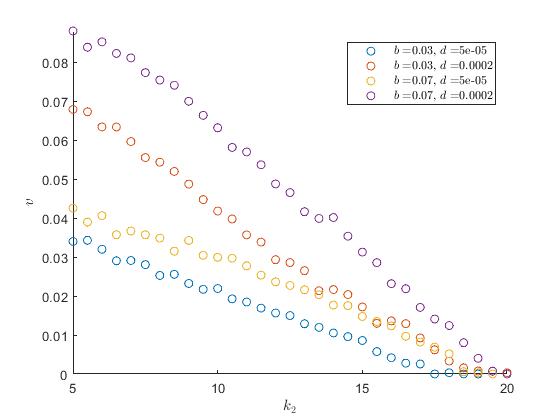 b = 0.03, d = 5e-05
b = 0.03, d = 0.0002
b = 0.07, d = 5e-05
b = 0.07, d = 0.0002
0.08
0.07
0.06
0.05
0.04
0.03
0.02
0.01
0
v
5 10 15 20
k₂